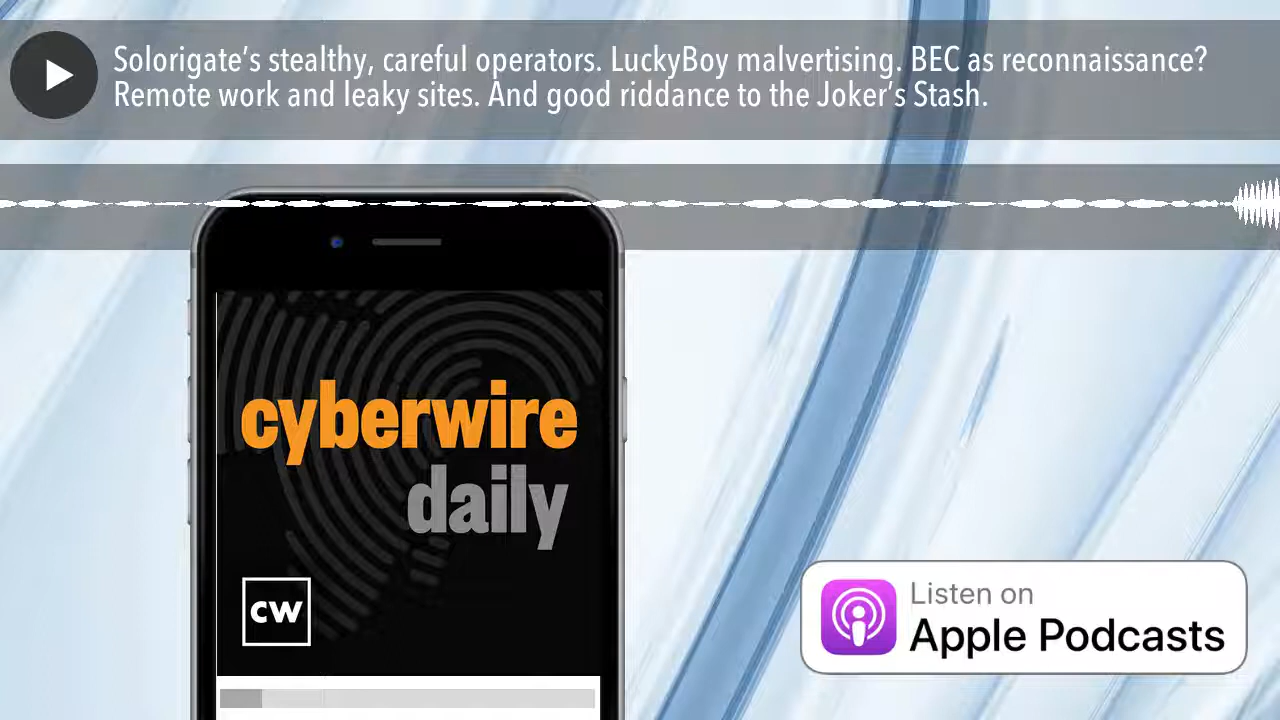 Solorigate’s stealthy, careful operators. LuckyBoy malvertising. BEC as reconnaissance?
Remote work and leaky sites. And good riddance to the Joker’s Stash.
cyberwire
daily
CW
Listen on
Apple Podcasts